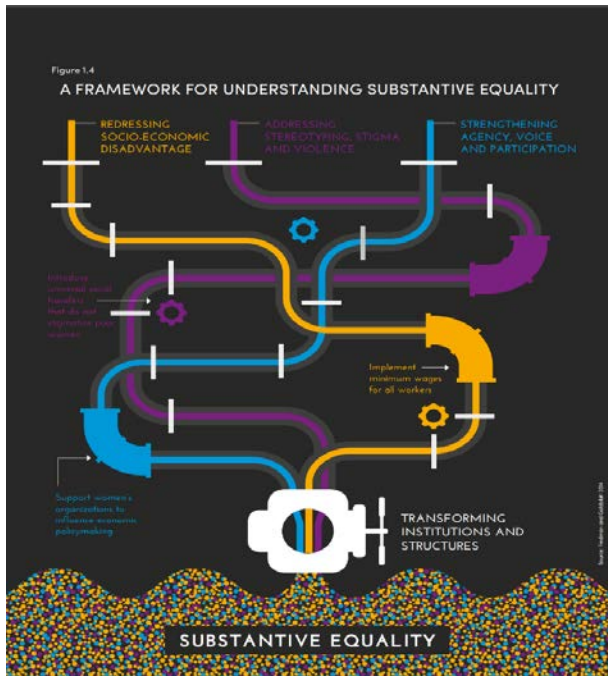 Figure 1.4
A FRAMEWORK FOR UNDERSTANDING SUBSTANTIVE EQUALITY
REDRESSING
SOCIO-ECONOMIC
DISADVANTAGE
ADDRESSING
STEREOTYPING, STIGMA
AND VIOLENCE
STRENGTHENING
AGENCY, VOICE
AND PARTICIPATION
Introduce
universal social
benefits
that do not
stigmatize poor
women
Implement
minimum wages
for all workers
Support women's
organizations to
influence economic
policymaking
TRANSFORMING
INSTITUTIONS AND
STRUCTURES
SUBSTANTIVE EQUALITY